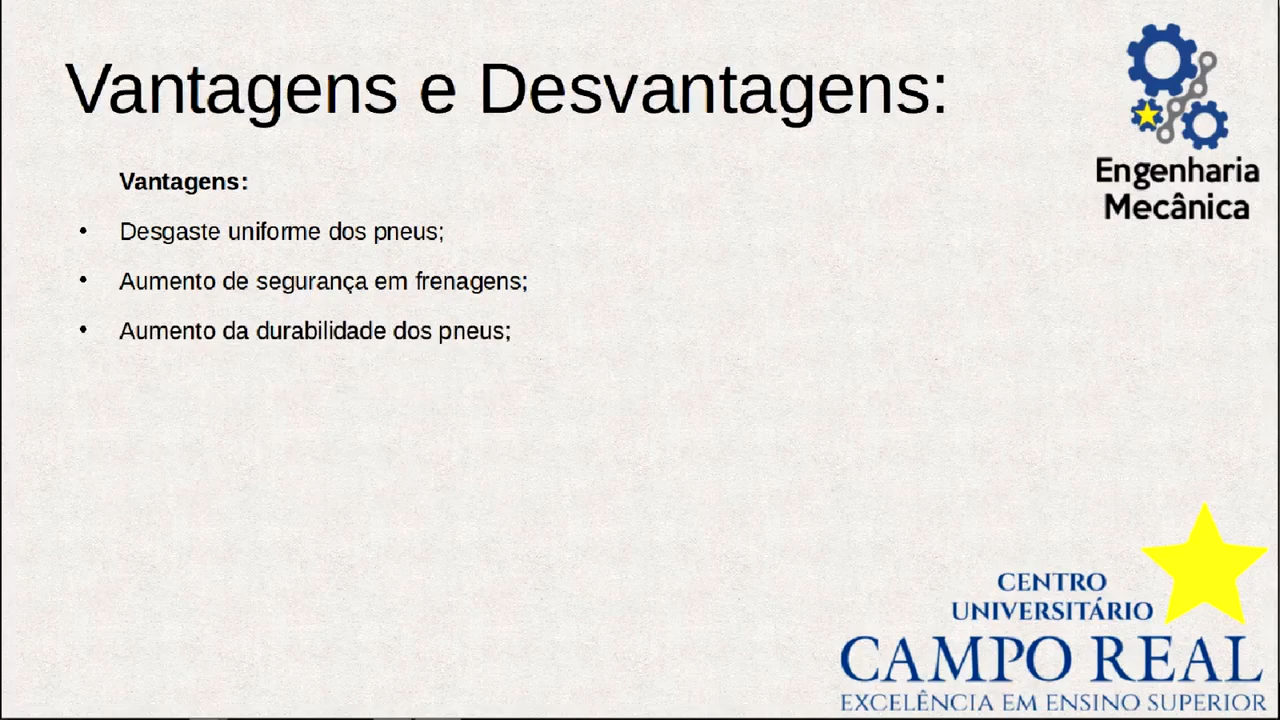 Vantagens e Desvantagens:
Engenharia
Mecânica
Vantagens:
• Desgaste uniforme dos pneus;
• Aumento de segurança em frenagens;
• Aumento da durabilidade dos pneus;
CENTRO
UNIVERSITÁRIO
CAMPO REAL
EXCELÊNCIA EM ENSINO SUPERIOR